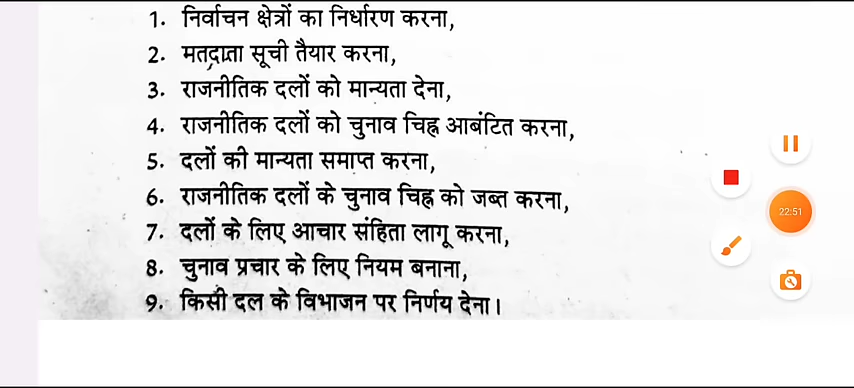 1. निर्वाचन क्षेत्रों का निर्धारण करना,
2. मतदाता सूची तैयार करना,
3. राजनीतिक दलों को मान्यता देना,
4. राजनीतिक दलों को चुनाव चिह्न आबंटित करना,
5. दलों की मान्यता समाप्त करना,
6. राजनीतिक दलों के चुनाव चिह्न को जब्त करना,
7. दलों के लिए आचार संहिता लागू करना,
8. चुनाव प्रचार के लिए नियम बनाना,
9. किसी दल के विभाजन पर निर्णय देना।
22:51